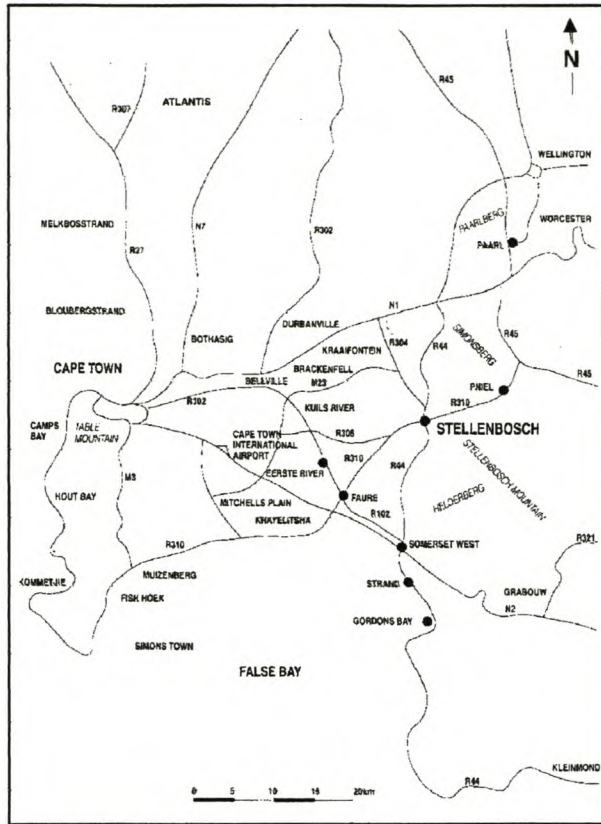 N
R45
R307
ATLANTIS
WELLINGTON
PAARLBERG
WORCESTER
MELKBOSSTRAND
N7
R302
PAARL
R27
N1
BLOUBERGSTRAND
DURBANVILLE
BOTHASIG
KRAAIFONTEIN
R304
R44
SIMONSBERG
R45
CAPE TOWN
BRACKENFELL
BELLVILLE
M23
PNIEL
R45
R302
KUILS RIVER
R310
CAMPS
BAY
TABLE
MOUNTAIN
CAPE TOWN
INTERNATIONAL
AIRPORT
R306
STELLENBOSCH
R310
R44
STELLENBOSCH MOUNTAIN
HELDERBERG
M3
EERSTE RIVER
HOUT BAY
MITCHELLS PLAIN
FAURE
KHAYELITSHA
R102
R321
R310
SOMERSET WEST
KOMMETJIE
MUIZENBERG
FISH HOEK
STRAND
GRABOUW
N2
GORDONS BAY
SIMONS TOWN
FALSE BAY
KLEINMOND
R44
0 5 10 15 20km